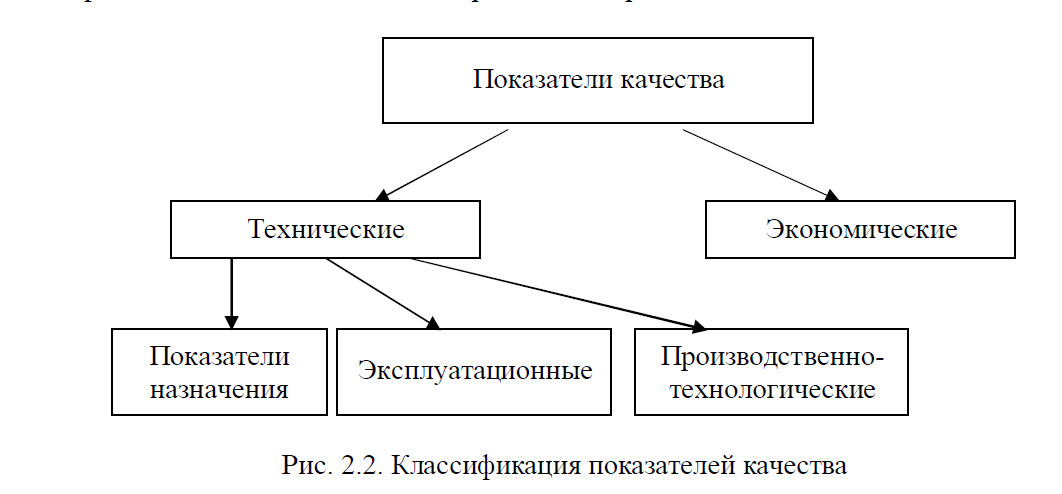 Показатели качества
Технические
Экономические
Показатели
назначения
Эксплуатационные
Производственно-
технологические
Рис. 2.2. Классификация показателей качества